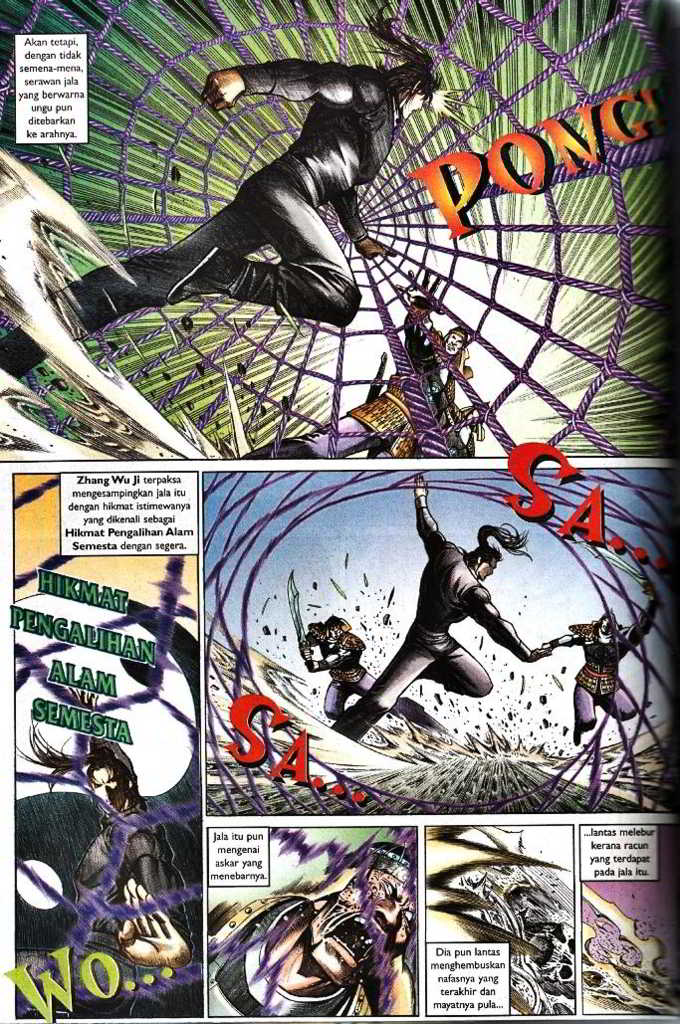 Akan tetapi,
dengan tidak
semena-mena,
serawan jala
yang berwarna
ungu pun
ditebarkan
ke arahnya.
PONG!
Zhang Wu Ji terpaksa
mengesampingkan jala itu
dengan hikmat istimewanya
yang dikenali sebagai
Hikmat Pengalihan Alam
Semesta dengan segera.
HIKMAT
PENGALIHAN
ALAM
SEMESTA
WO...
SA...
SA...
Jala itu pun
mengenai
askar yang
menebarnya.
Dia pun lantas
menghembuskan
nafasnya yang
terakhir dan
mayatnya pula...
...lantas melebur
kerana racun
yang terdapat
pada jala itu.